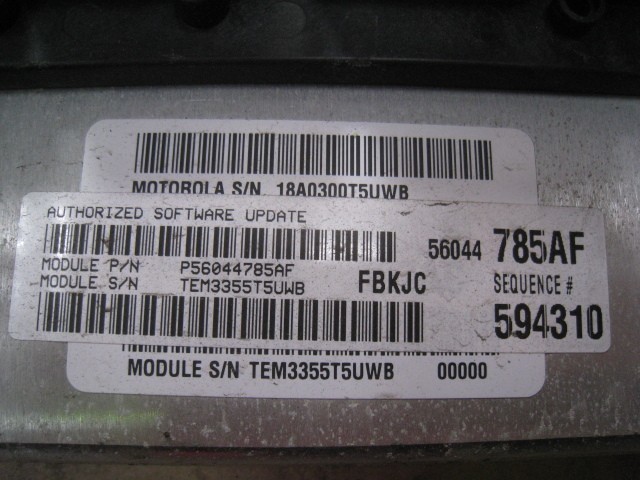 MOTOROLA S/N 18A0300T5UWB
AUTHORIZED SOFTWARE UPDATE
56044 785AF
MODULE P/N P56044785AF
MODULE S/N TEM3355T5UWB
FBKJC
SEQUENCE #
594310
MODULE S/N TEM3355T5UWB 00000